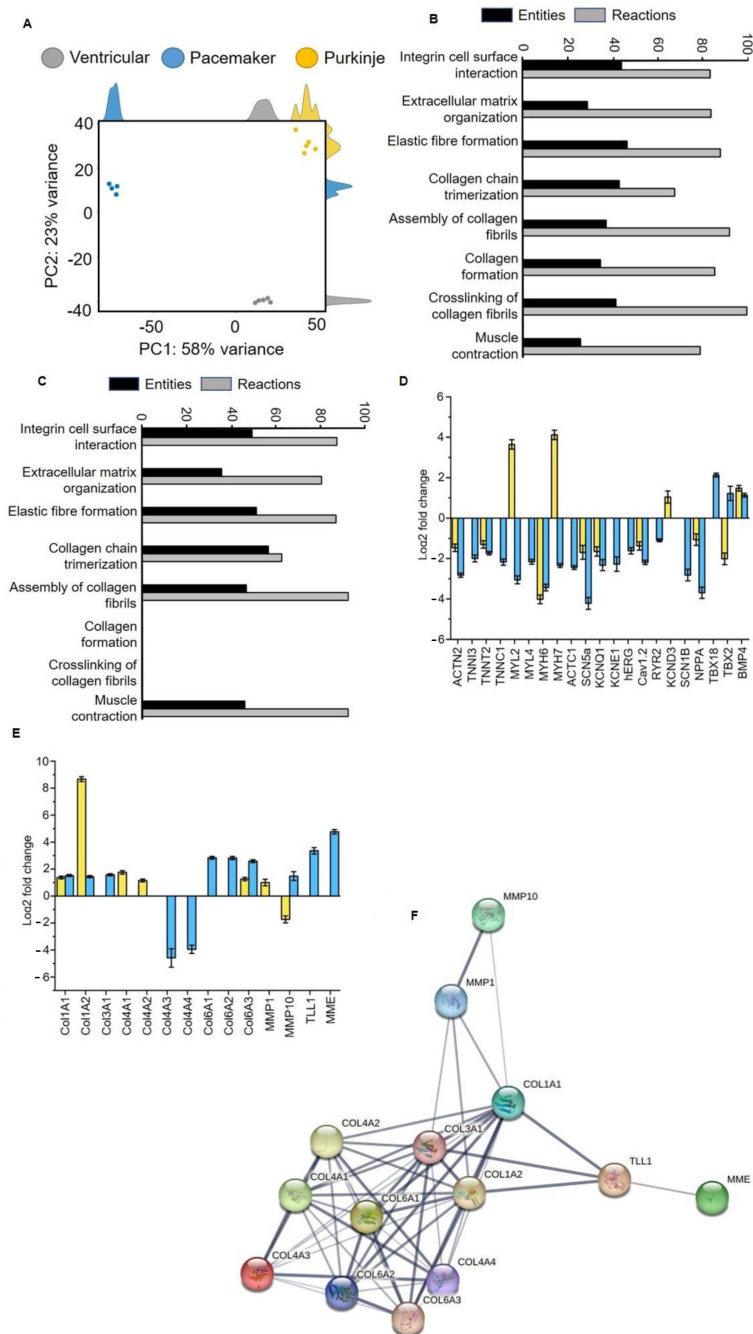 A
Ventricular
Pacemaker
Purkinje
40
20
0
-20
-40
PC2: 23% variance
-50
0
50
PC1: 58% variance
B
Entities
Reactions
0
20
40
60
80
100
Integrin cell surface
interaction
Extracellular matrix
organization
Elastic fibre formation
Collagen chain
trimerization
Assembly of collagen
fibrils
Collagen
formation
Crosslinking of
collagen fibrils
Muscle
contraction
C
Entities
Reactions
0
20
40
60
80
100
Integrin cell surface
interaction
Extracellular matrix
organization
Elastic fibre formation
Collagen chain
trimerization
Assembly of collagen
fibrils
Collagen
formation
Crosslinking of
collagen fibrils
Muscle
contraction
D
Log2 fold change
6
4
2
0
-2
-4
-6
ACTN2
TNNI3
TNNT2
TNNC1
MYL2
MYL4
MYH6
MYH7
ACTC1
SCN5a
KCNQ1
KCNE1
hERG
Cav1.2
RYR2
KCND3
SCN1B
NPPA
TBX18
TBX2
BMP4
E
Log2 fold change
10
8
6
4
2
0
-2
-4
-6
Col1A1
Col1A2
Col3A1
Col4A1
Col4A2
Col4A3
Col4A4
Col6A1
Col6A2
Col6A3
MMP1
MMP10
TLL1
MME
F
MMP10
MMP1
COL1A1
COL4A2
COL3A1
TLL1
COL4A1
COL1A2
MME
COL6A1
COL4A3
COL4A4
COL6A2
COL6A3